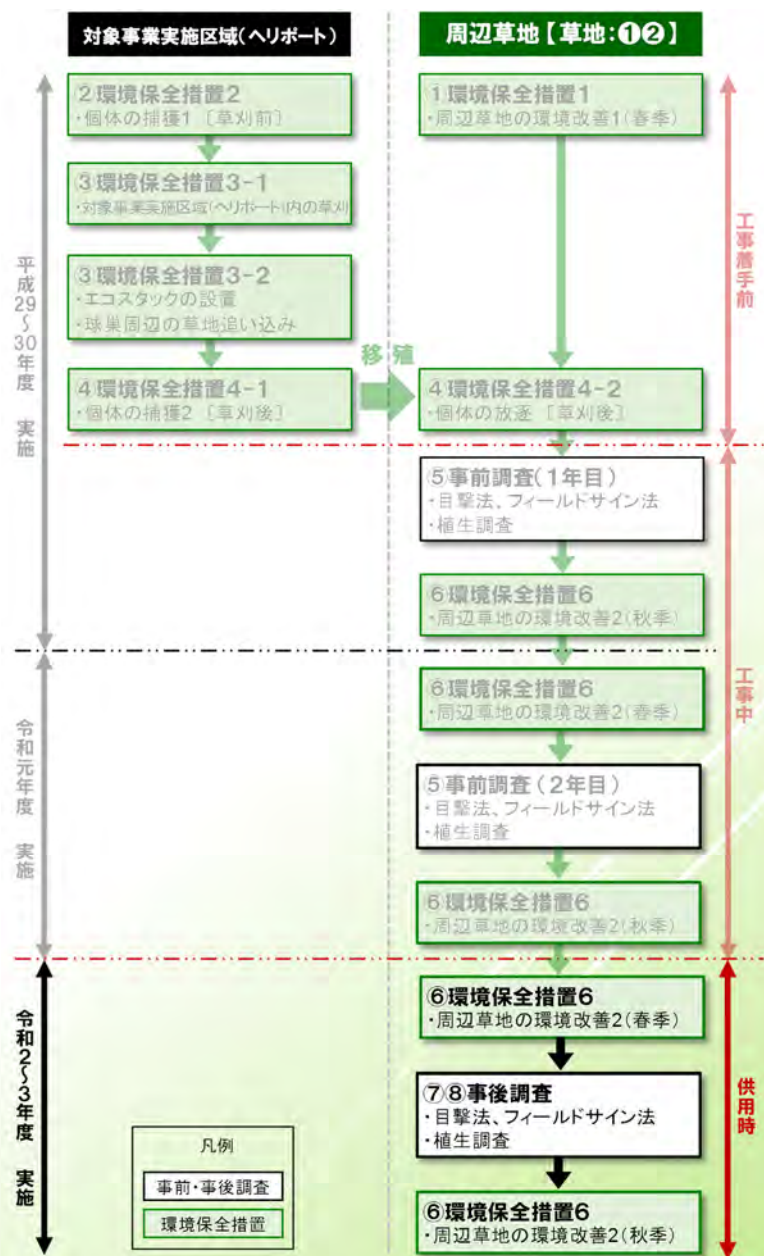 対象事業実施区域(ヘリポート)
周辺草地【草地:❶❷】
平成29～30年度 実施
②環境保全措置2
・個体の捕獲1 [草刈前]
③環境保全措置3-1
・対象事業実施区域(ヘリポート)内の草刈
③環境保全措置3-2
・エコスタックの設置
・球巣周辺の草地追い込み
④環境保全措置4-1
・個体の捕獲2 [草刈後]
移 殖
①環境保全措置1
・周辺草地の環境改善1(春季)
④環境保全措置4-2
・個体の放逐 [草刈後]
工事着手前
⑤事前調査(1年目)
・目撃法、フィールドサイン法
・植生調査
⑥環境保全措置6
・周辺草地の環境改善2(秋季)
工事中
令和元年度 実施
⑥環境保全措置6
・周辺草地の環境改善2(春季)
⑤事前調査(2年目)
・目撃法、フィールドサイン法
・植生調査
⑥環境保全措置6
・周辺草地の環境改善2(秋季)
令和2～3年度 実施
⑥環境保全措置6
・周辺草地の環境改善2(春季)
⑦⑧事後調査
・目撃法、フィールドサイン法
・植生調査
⑥環境保全措置6
・周辺草地の環境改善2(秋季)
供用時
凡例
事前・事後調査
環境保全措置